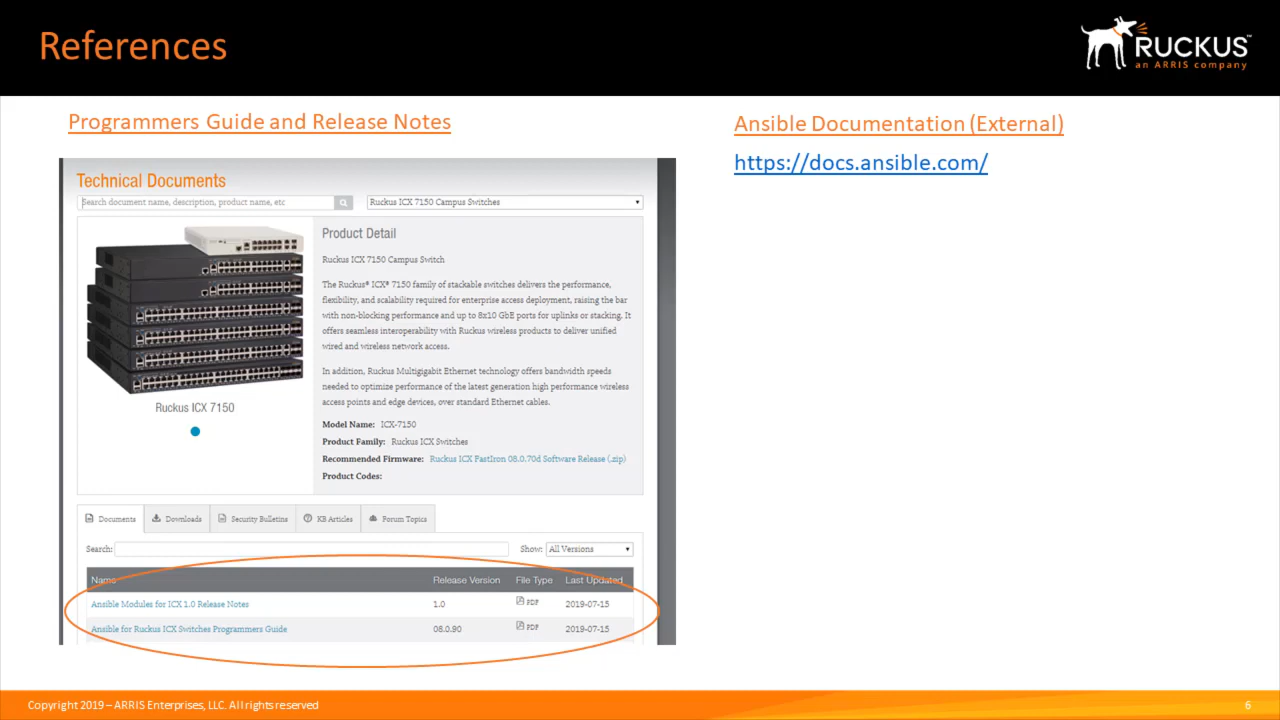 References
RUCKUS™
an ARRIS company
Programmers Guide and Release Notes
Technical Documents
Search document name, description, product name, etc
Ruckus ICX 7150 Campus Switches
Ruckus ICX 7150
Product Detail
Ruckus ICX 7150 Campus Switch
The Ruckus® ICX® 7150 family of stackable switches delivers the performance,
flexibility, and scalability required for enterprise access deployment, raising the bar
with non-blocking performance and up to 8x10 GbE ports for uplinks or stacking. It
offers seamless interoperability with Ruckus wireless products to deliver unified
wired and wireless network access.
In addition, Ruckus Multigigabit Ethernet technology offers bandwidth speeds
needed to optimize performance of the latest generation high performance wireless
access points and edge devices, over standard Ethernet cables.
Model Name: ICX-7150
Product Family: Ruckus ICX Switches
Recommended Firmware: Ruckus ICX FastIron 08.0.70d Software Release (.zip)
Product Codes:
Documents Downloads Security Bulletins KB Articles Forum Topics
Search: Show: All Versions
Name Release Version File Type Last Updated
Ansible Modules for ICX 1.0 Release Notes 1.0 PDF 2019-07-15
Ansible for Ruckus ICX Switches Programmers Guide 08.0.90 PDF 2019-07-15
Ansible Documentation (External)
https://docs.ansible.com/
Copyright 2019 – ARRIS Enterprises, LLC. All rights reserved
6